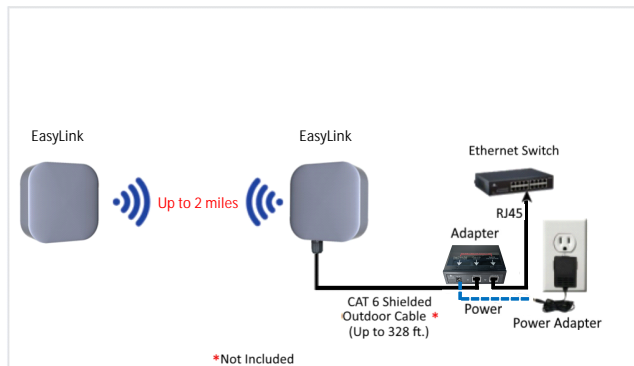 EasyLink
EasyLink
Up to 2 miles
Ethernet Switch
RJ45
Adapter
CAT 6 Shielded
Outdoor Cable *
(Up to 328 ft.)
Power
Power Adapter
*Not Included